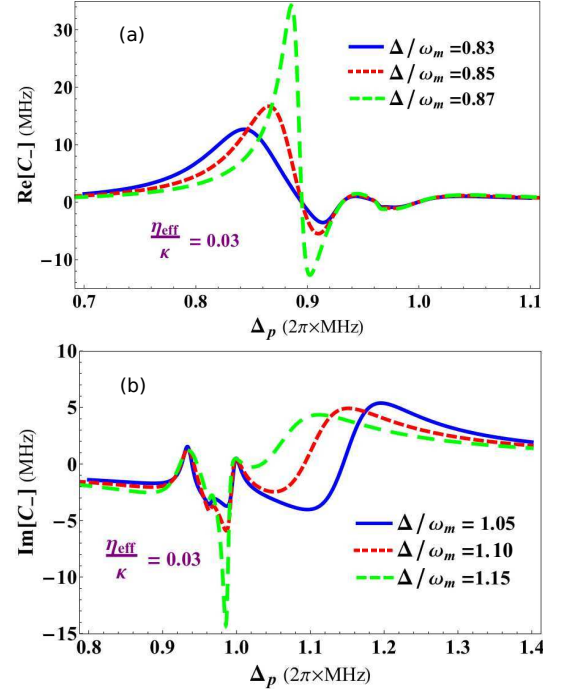 (a)
Δ/ω_m =0.83
Δ/ω_m =0.85
Δ/ω_m =0.87
Re[C_−] (MHz)
30
20
10
0
−10
η_eff/κ = 0.03
0.7 0.8 0.9 1.0 1.1
Δ_p (2π×MHz)
(b)
Im[C_−] (MHz)
10
5
0
−5
−10
−15
η_eff/κ = 0.03
Δ/ω_m = 1.05
Δ/ω_m = 1.10
Δ/ω_m = 1.15
0.8 0.9 1.0 1.1 1.2 1.3 1.4
Δ_p (2π×MHz)